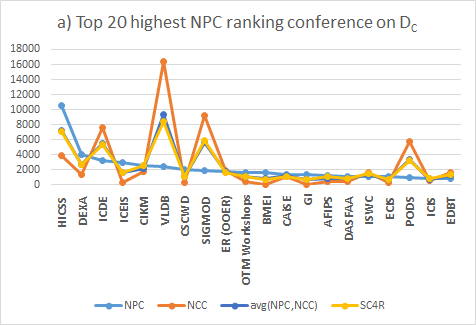 a) Top 20 highest NPC ranking conference on DC
18000
16000
14000
12000
10000
8000
6000
4000
2000
0
HICSS
DEXA
ICDE
ICEIS
CIKM
VLDB
CSCWD
SIGMOD
ER (OOER)
OTM Workshops
BMEI
CAiSE
GI
AFIPS
DASFAA
ISWC
ECIS
PODS
ICIS
EDBT
NPC
NCC
avg(NPC,NCC)
SC4R